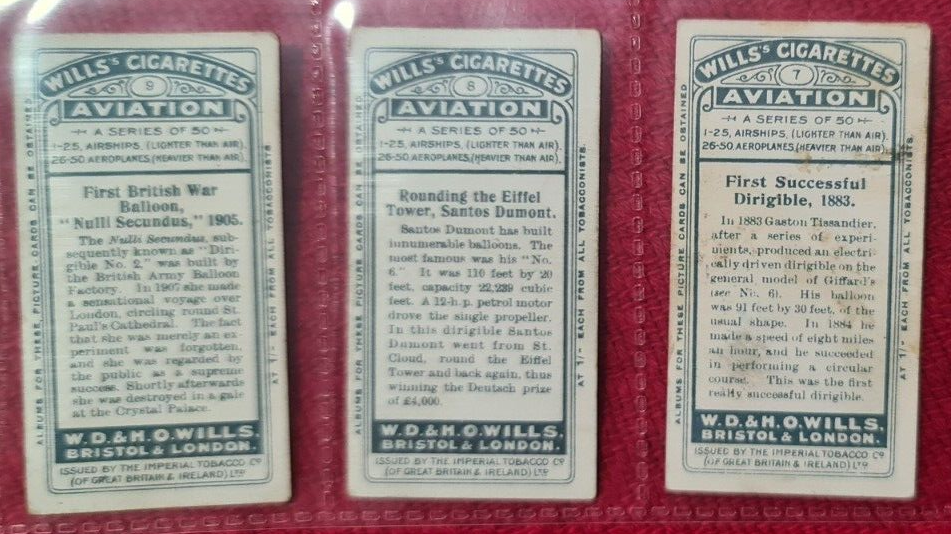 WILLS'S CIGARETTES
9
AVIATION
A SERIES OF 50
1-25, AIRSHIPS, (LIGHTER THAN AIR).
26-50 AEROPLANES, (HEAVIER THAN AIR).
First British War
Balloon,
"Nulli Secundus," 1905.
The Nulli Secundus, sub-
sequently known as "Diri-
gible No. 2," was built by
the British Army Balloon
Factory. In 1907 she made
a sensational voyage over
London, circling round St.
Paul's Cathedral. The fact
that she was merely an ex-
periment was forgotten,
and she was regarded by
the public as a supreme
success. Shortly afterwards
she was destroyed in a gale
at the Crystal Palace.
W.D. & H.O. WILLS,
BRISTOL & LONDON.
ISSUED BY THE IMPERIAL TOBACCO Cº
(OF GREAT BRITAIN & IRELAND) LTD
ALBUMS FOR THESE PICTURE CARDS CAN BE OBTAINED
AT 1/- EACH FROM ALL TOBACCONISTS.
WILLS'S CIGARETTES
8
AVIATION
A SERIES OF 50
1-25, AIRSHIPS, (LIGHTER THAN AIR).
26-50 AEROPLANES, (HEAVIER THAN AIR).
Rounding the Eiffel
Tower, Santos Dumont.
Santos Dumont has built
innumerable balloons. The
most famous was his "No.
6." It was 110 feet by 20
feet, capacity 22,239 cubic
feet. A 12-h.p. petrol motor
drove the single propeller.
In this dirigible Santos
Dumont went from St.
Cloud, round the Eiffel
Tower and back again, thus
winning the Deutsch prize
of £4,000.
W.D. & H.O. WILLS,
BRISTOL & LONDON.
ISSUED BY THE IMPERIAL TOBACCO Cº
(OF GREAT BRITAIN & IRELAND) LTD
ALBUMS FOR THESE PICTURE CARDS CAN BE OBTAINED
AT 1/- EACH FROM ALL TOBACCONISTS.
WILLS'S CIGARETTES
7
AVIATION
A SERIES OF 50
1-25, AIRSHIPS, (LIGHTER THAN AIR).
26-50 AEROPLANES, (HEAVIER THAN AIR).
First Successful
Dirigible, 1883.
In 1883 Gaston Tissandier,
after a series of experi-
ments, produced an electri-
cally driven dirigible on the
general model of Giffard's
(see No. 6). His balloon
was 91 feet by 30 feet, of the
usual shape. In 1884 he
made a speed of eight miles
an hour, and he succeeded
in performing a circular
course. This was the first
really successful dirigible.
W.D. & H.O. WILLS,
BRISTOL & LONDON.
ISSUED BY THE IMPERIAL TOBACCO Cº
(OF GREAT BRITAIN & IRELAND) LTD
ALBUMS FOR THESE PICTURE CARDS CAN BE OBTAINED
AT 1/- EACH FROM ALL TOBACCONISTS.